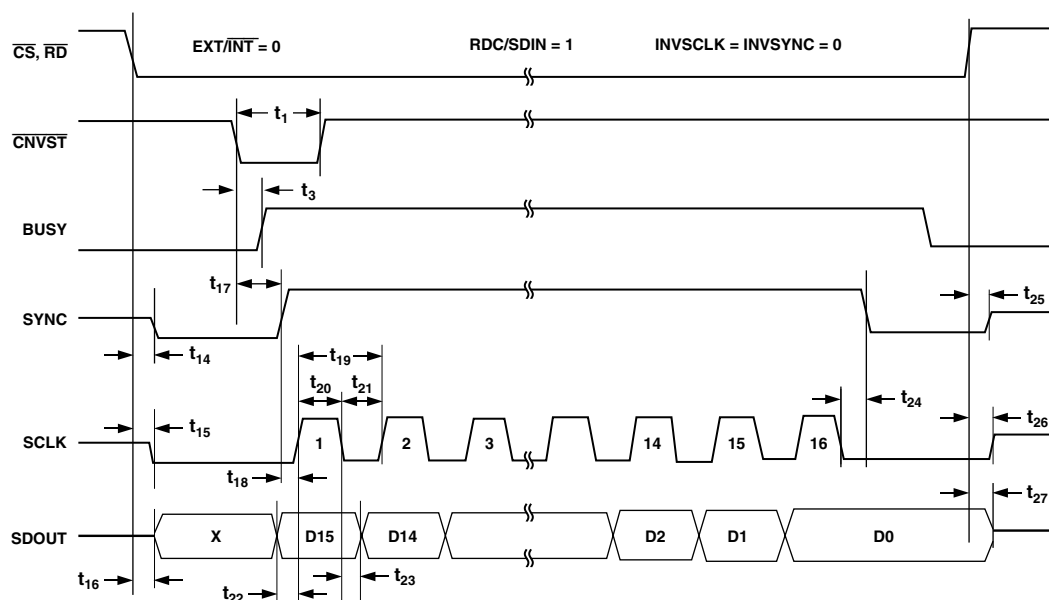 EXT/INT = 0 RDC/SDIN = 1 INVSCLK = INVSYNC = 0
CS, RD
t1
CNVST
t3
BUSY
t17
t25
SYNC
t14
t19
t20 t21
t24
t15
t26
SCLK
1 2 3 14 15 16
t18
t27
SDOUT
X D15 D14 D2 D1 D0
t16
t22
t23